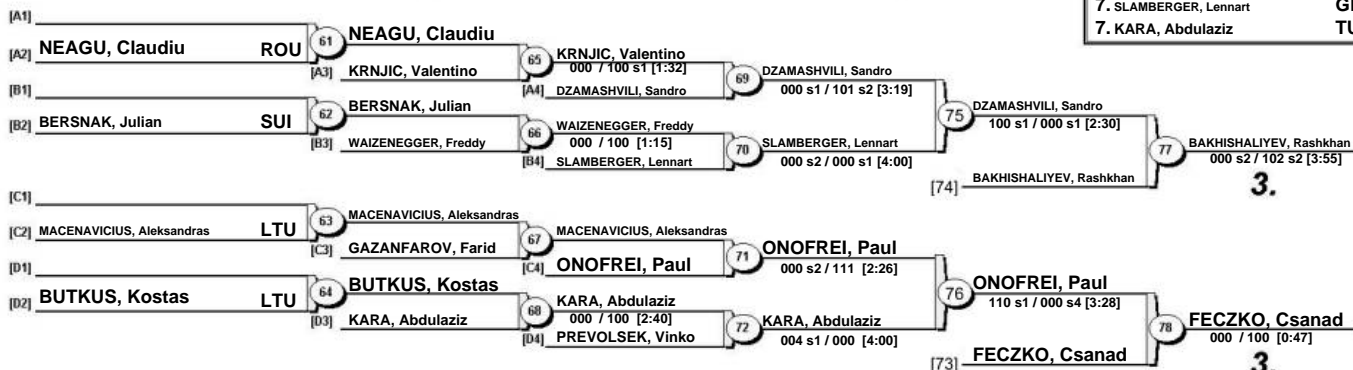 7. SLAMBERGER, Lennart
7. KARA, Abdulaziz
[A1]
[A2] NEAGU, Claudiu ROU
61
NEAGU, Claudiu
[A3] KRNJIC, Valentino
65
KRNJIC, Valentino
000 / 100 s1 [1:32]
[A4] DZAMASHVILI, Sandro
69
DZAMASHVILI, Sandro
000 s1 / 101 s2 [3:19]
[B1]
[B2] BERSNAK, Julian SUI
62
BERSNAK, Julian
[B3] WAIZENEGGER, Freddy
66
WAIZENEGGER, Freddy
000 / 100 [1:15]
[B4] SLAMBERGER, Lennart
70
SLAMBERGER, Lennart
000 s2 / 000 s1 [4:00]
75
DZAMASHVILI, Sandro
100 s1 / 000 s1 [2:30]
[74] BAKHISHALIYEV, Rashkhan
77
BAKHISHALIYEV, Rashkhan
000 s2 / 102 s2 [3:55]
3.
[C1]
[C2] MACENAVICIUS, Aleksandras LTU
63
MACENAVICIUS, Aleksandras
[C3] GAZANFAROV, Farid
67
MACENAVICIUS, Aleksandras
[C4] ONOFREI, Paul
71
ONOFREI, Paul
000 s2 / 111 [2:26]
[D1]
[D2] BUTKUS, Kostas LTU
64
BUTKUS, Kostas
[D3] KARA, Abdulaziz
68
KARA, Abdulaziz
000 / 100 [2:40]
[D4] PREVOLSEK, Vinko
72
KARA, Abdulaziz
004 s1 / 000 [4:00]
76
ONOFREI, Paul
110 s1 / 000 s4 [3:28]
[73] FECZKO, Csanad
78
FECZKO, Csanad
000 / 100 [0:47]
3.